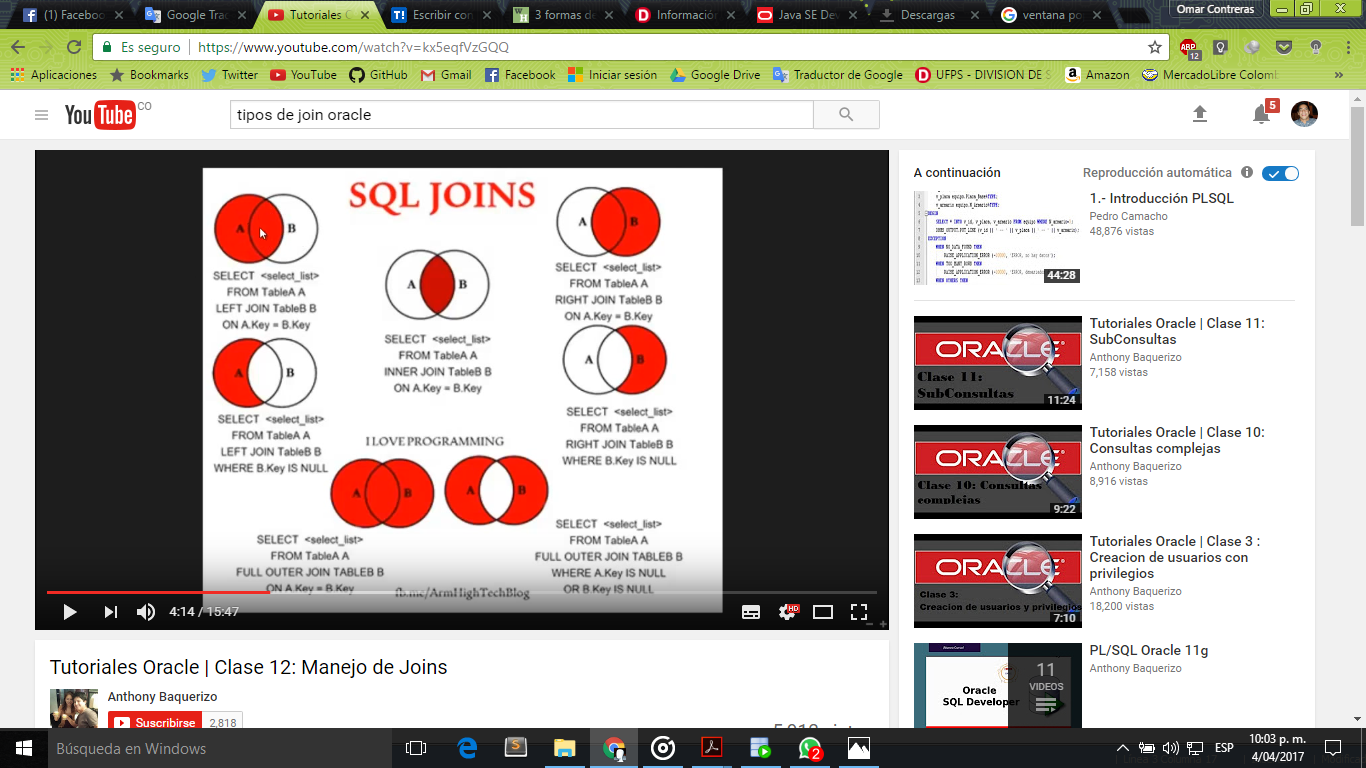 (1) Faceboo
Google Tra
Tutoriales
Escribir con
3 formas de
Información
Java SE Dev
Descargas
ventana po
Omar Contreras
Es seguro
https://www.youtube.com/watch?v=kx5eqfVzGQQ
ABP
12
Aplicaciones
Bookmarks
Twitter
YouTube
GitHub
Gmail
Facebook
Iniciar sesión
Google Drive
Traductor de Google
UFPS - DIVISION DE S
Amazon
MercadoLibre Colomb
»
YouTube CO
tipos de join oracle
5
SQL JOINS
A B
SELECT <select_list>
FROM TableA A
LEFT JOIN TableB B
ON A.Key = B.Key
A B
SELECT <select_list>
FROM TableA A
INNER JOIN TableB B
ON A.Key = B.Key
A B
SELECT <select_list>
FROM TableA A
RIGHT JOIN TableB B
ON A.Key = B.Key
A B
SELECT <select_list>
FROM TableA A
LEFT JOIN TableB B
WHERE B.Key IS NULL
A B
SELECT <select_list>
FROM TableA A
RIGHT JOIN TableB B
WHERE B.Key IS NULL
I LOVE PROGRAMMING
A B
SELECT <select_list>
FROM TableA A
FULL OUTER JOIN TABLEB B
ON A.Key = B.Key
A B
SELECT <select_list>
FROM TableA A
FULL OUTER JOIN TABLEB B
WHERE A.Key IS NULL
OR B.Key IS NULL
fb.me/ArmHighTechBlog
4:14 / 15:47
HD
Tutoriales Oracle | Clase 12: Manejo de Joins
Anthony Baquerizo
Suscribirse
2,818
A continuación
Reproducción automática
44:28
1.- Introducción PLSQL
Pedro Camacho
48,876 vistas
ORACLE
Clase 11:
SubConsultas
11:24
Tutoriales Oracle | Clase 11:
SubConsultas
Anthony Baquerizo
7,158 vistas
ORACLE
Clase 10: Consultas
complejas
9:22
Tutoriales Oracle | Clase 10:
Consultas complejas
Anthony Baquerizo
8,916 vistas
ORACLE
Clase 3:
Creacion de usuarios y privilegios
7:10
Tutoriales Oracle | Clase 3 :
Creacion de usuarios con
privilegios
Anthony Baquerizo
18,200 vistas
Oracle
SQL Developer
11
VIDEOS
PL/SQL Oracle 11g
Anthony Baquerizo
Búsqueda en Windows
2
ESP
10:03 p. m.
4/04/2017